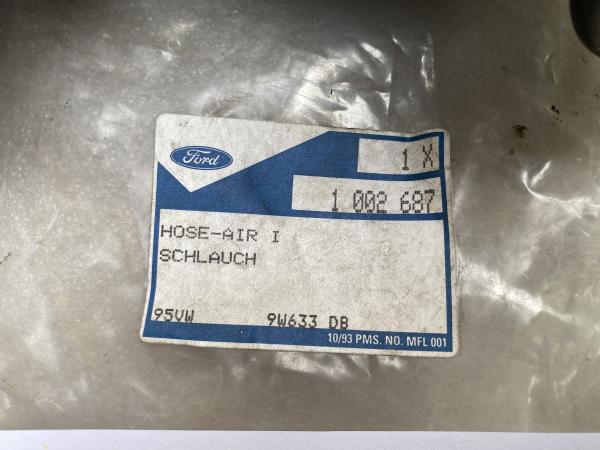 Ford
1 X
1 002 687
HOSE-AIR I
SCHLAUCH
95VW 9W633 DB
10/93 PMS. NO. MFL 001